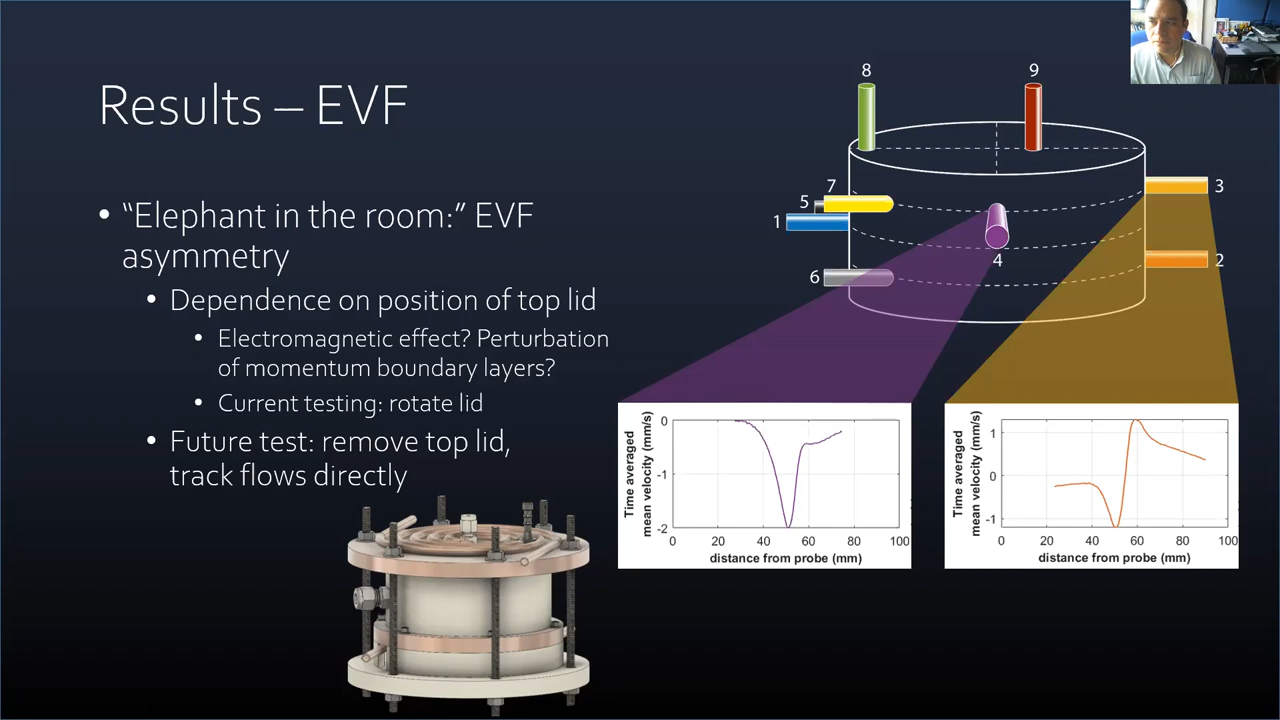 Results – EVF
• “Elephant in the room:” EVF
asymmetry
• Dependence on position of top lid
• Electromagnetic effect? Perturbation
of momentum boundary layers?
• Current testing: rotate lid
• Future test: remove top lid,
track flows directly
8
9
7
5
1
6
4
3
2
Time averaged
mean velocity (mm/s)
0
-1
-2
0 20 40 60 80 100
distance from probe (mm)
Time averaged
mean velocity (mm/s)
1
0
-1
0 20 40 60 80 100
distance from probe (mm)